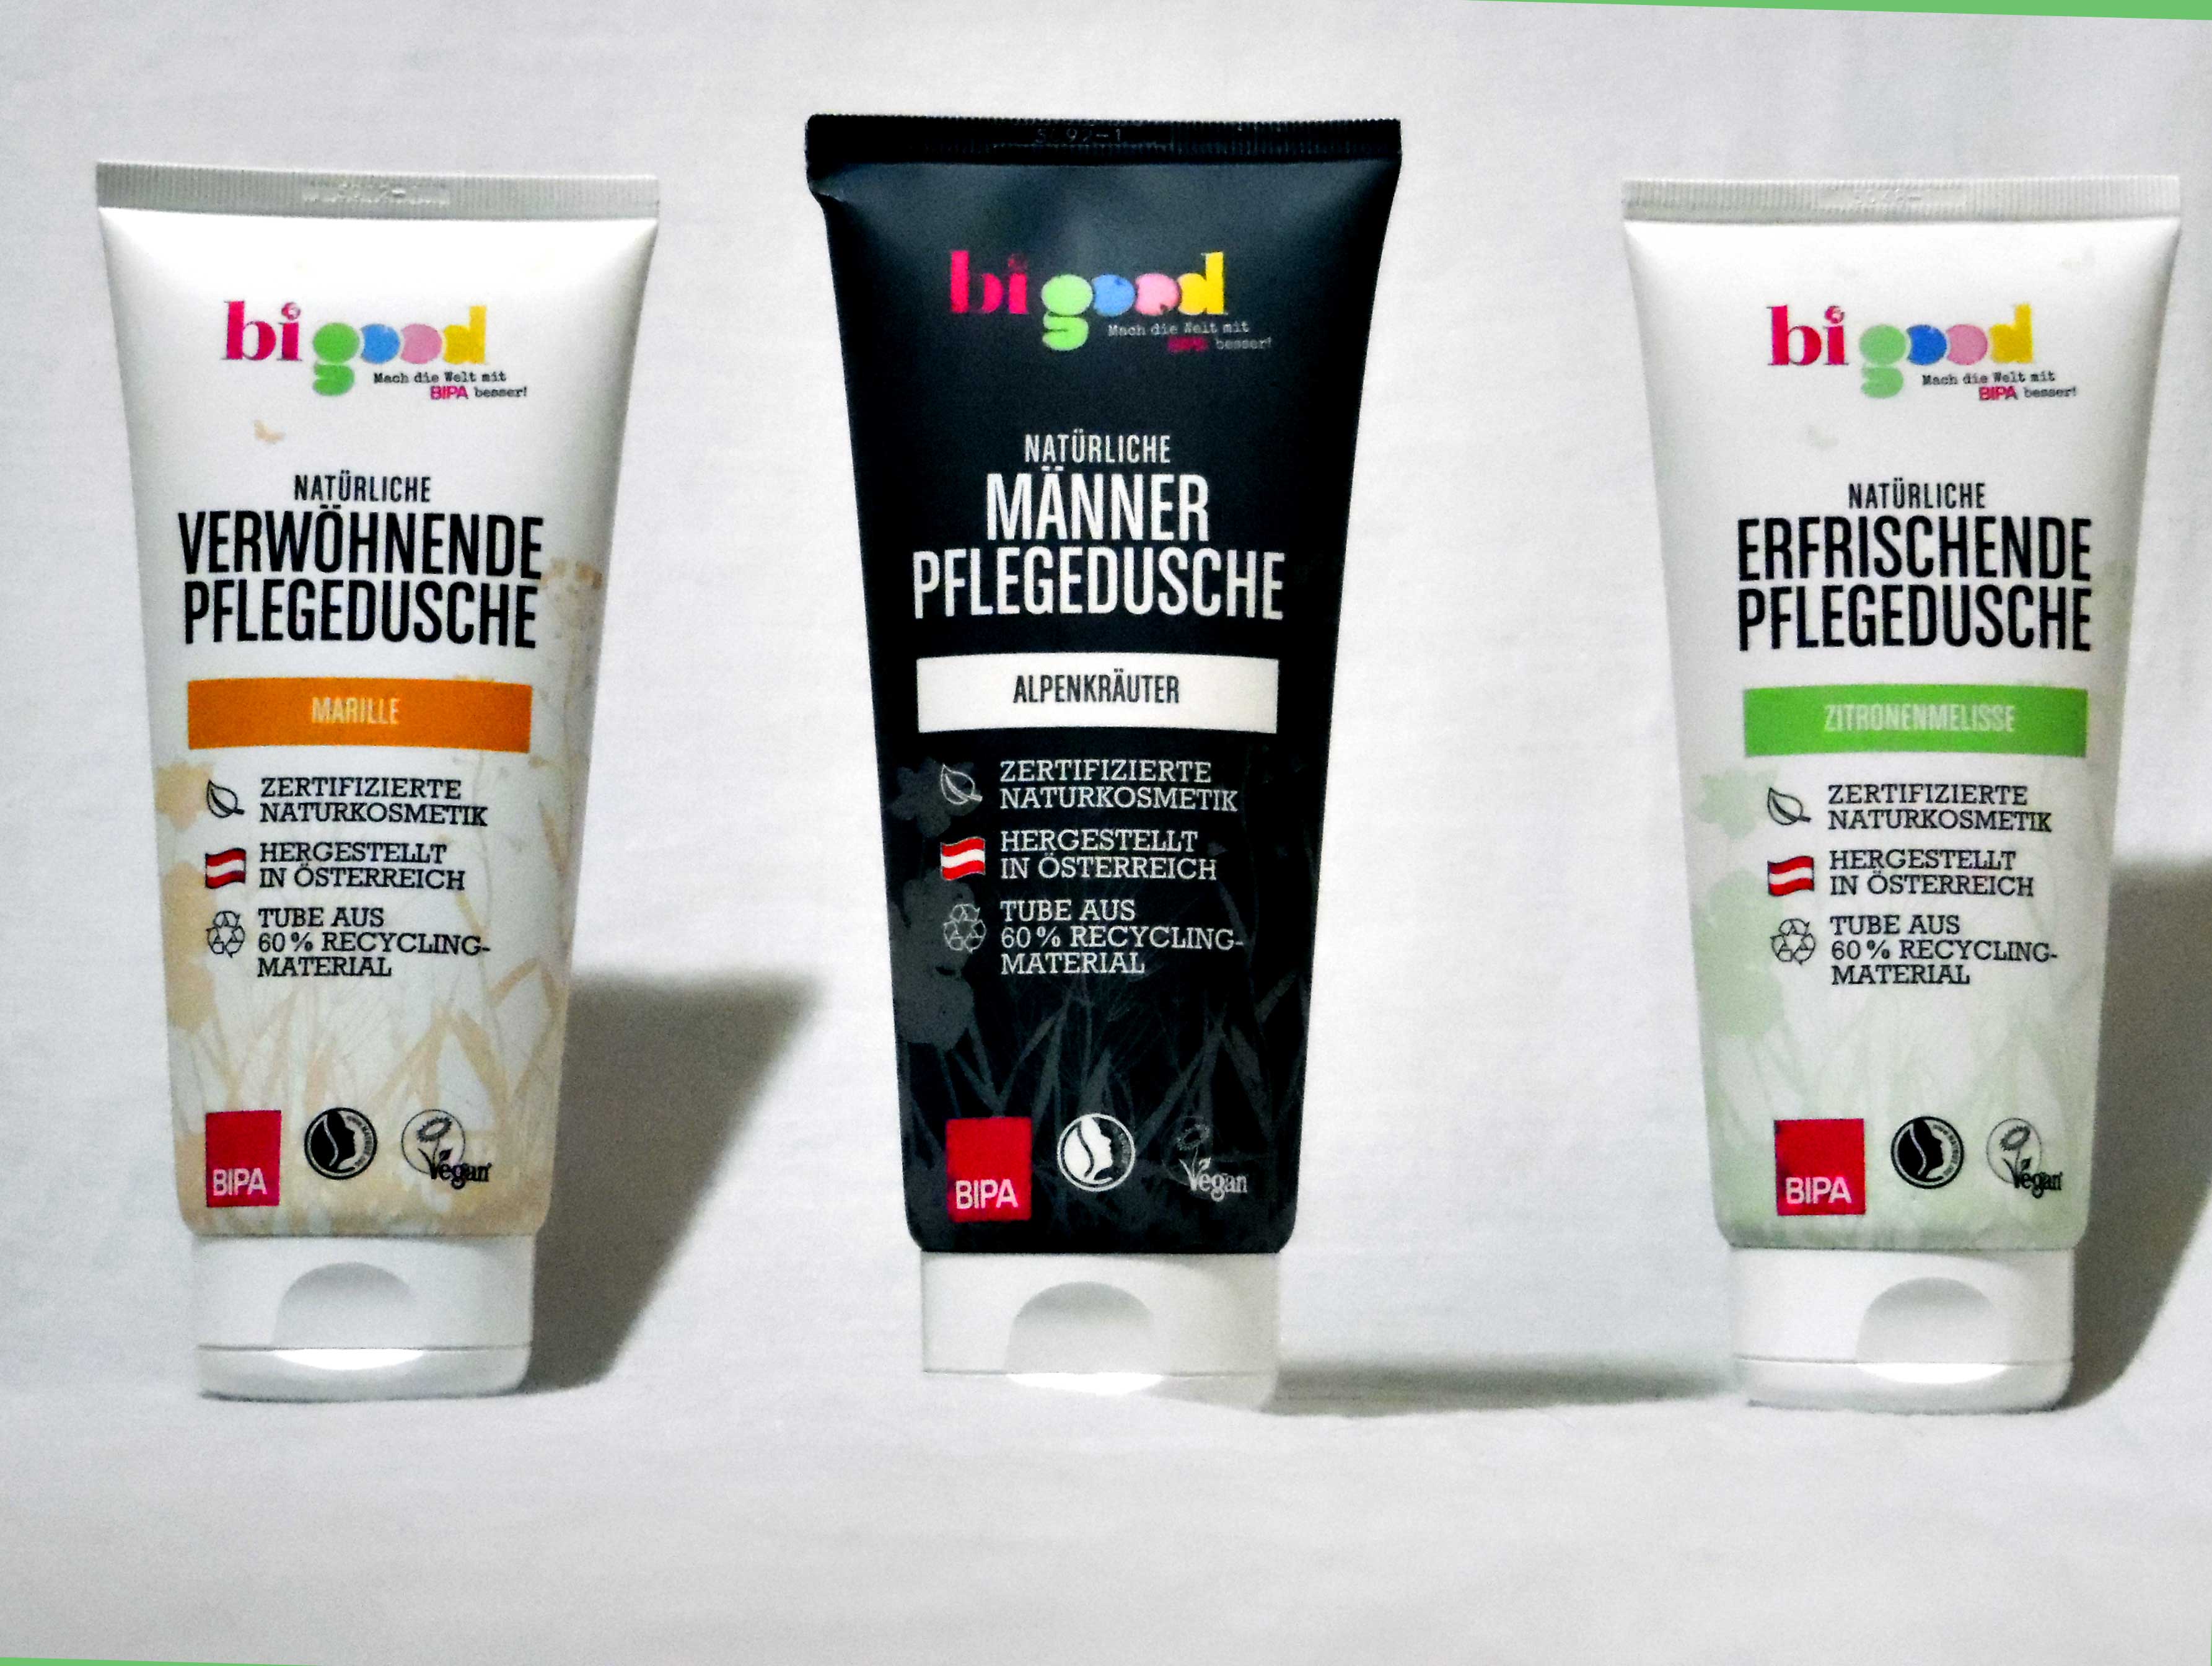 bi good
Mach die Welt mit
BIPA besser!
NATÜRLICHE
VERWÖHNENDE
PFLEGEDUSCHE
MARILLE
ZERTIFIZIERTE
NATURKOSMETIK
HERGESTELLT
IN ÖSTERREICH
TUBE AUS
60% RECYCLING-
MATERIAL
BIPA
Vegan
bi good
Mach die Welt mit
BIPA besser!
NATÜRLICHE
MÄNNER
PFLEGEDUSCHE
ALPENKRÄUTER
ZERTIFIZIERTE
NATURKOSMETIK
HERGESTELLT
IN ÖSTERREICH
TUBE AUS
60% RECYCLING-
MATERIAL
BIPA
Vegan
bi good
Mach die Welt mit
BIPA besser!
NATÜRLICHE
ERFRISCHENDE
PFLEGEDUSCHE
ZITRONENMELISSE
ZERTIFIZIERTE
NATURKOSMETIK
HERGESTELLT
IN ÖSTERREICH
TUBE AUS
60% RECYCLING-
MATERIAL
BIPA
Vegan